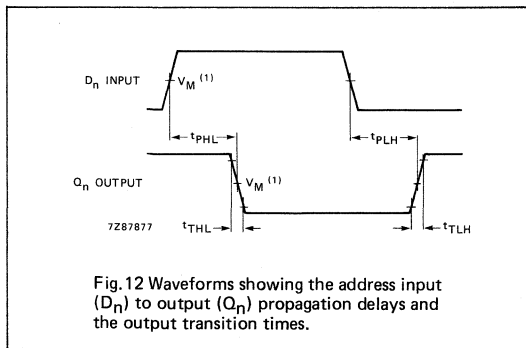 Dn INPUT
VM (1)
tPHL
tPLH
Qn OUTPUT
VM (1)
7Z87877
tTHL
tTLH
Fig.12 Waveforms showing the address input
(Dn) to output (Qn) propagation delays and
the output transition times.